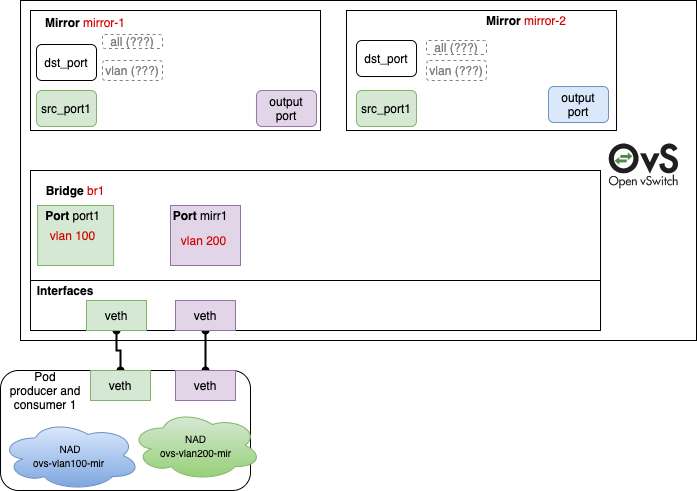 Mirror mirror-1
all (???)
dst_port
vlan (???)
src_port1
output
port
Mirror mirror-2
all (???)
dst_port
vlan (???)
src_port1
output
port
OvS
Open vSwitch
Bridge br1
Port port1
vlan 100
Port mirr1
vlan 200
Interfaces
veth
veth
Pod
producer and
consumer 1
veth
veth
NAD
ovs-vlan100-mir
NAD
ovs-vlan200-mir